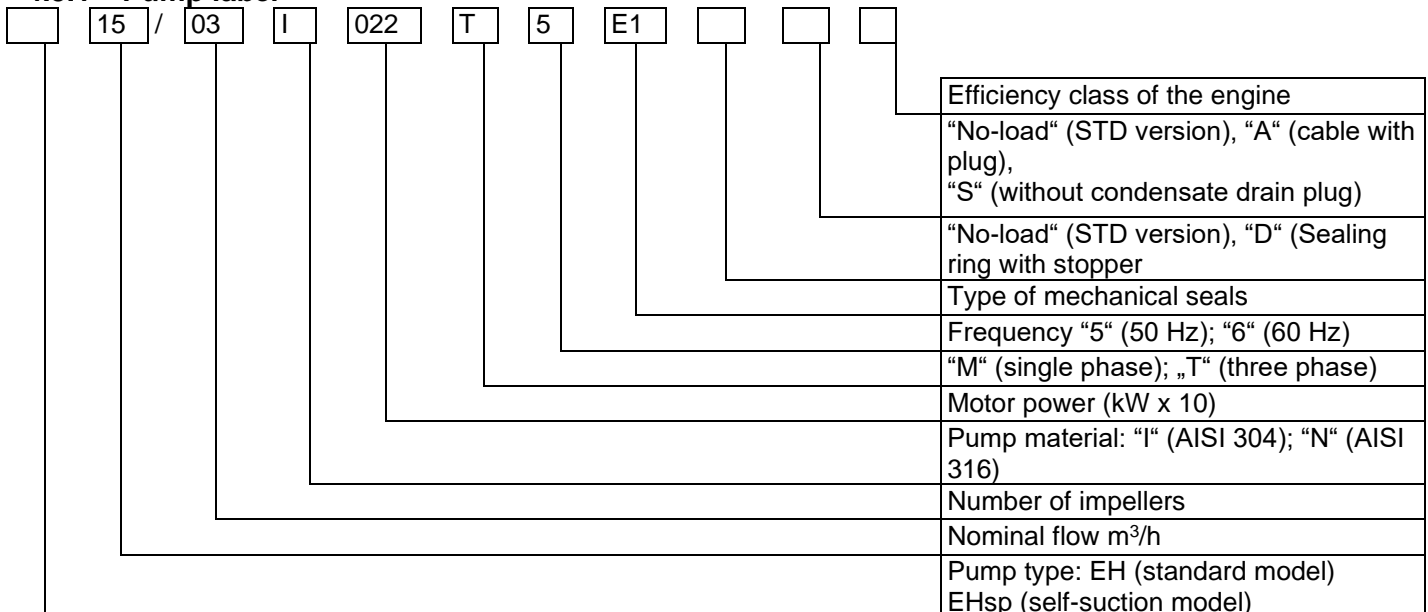 15 / 03 I 022 T 5 E1
Efficiency class of the engine
“No-load“ (STD version), “A“ (cable with
plug),
“S“ (without condensate drain plug)
“No-load“ (STD version), “D“ (Sealing
ring with stopper
Type of mechanical seals
Frequency “5“ (50 Hz); “6“ (60 Hz)
“M“ (single phase); „T“ (three phase)
Motor power (kW x 10)
Pump material: “I“ (AISI 304); “N“ (AISI
316)
Number of impellers
Nominal flow m³/h
Pump type: EH (standard model)
EHsp (self-suction model)